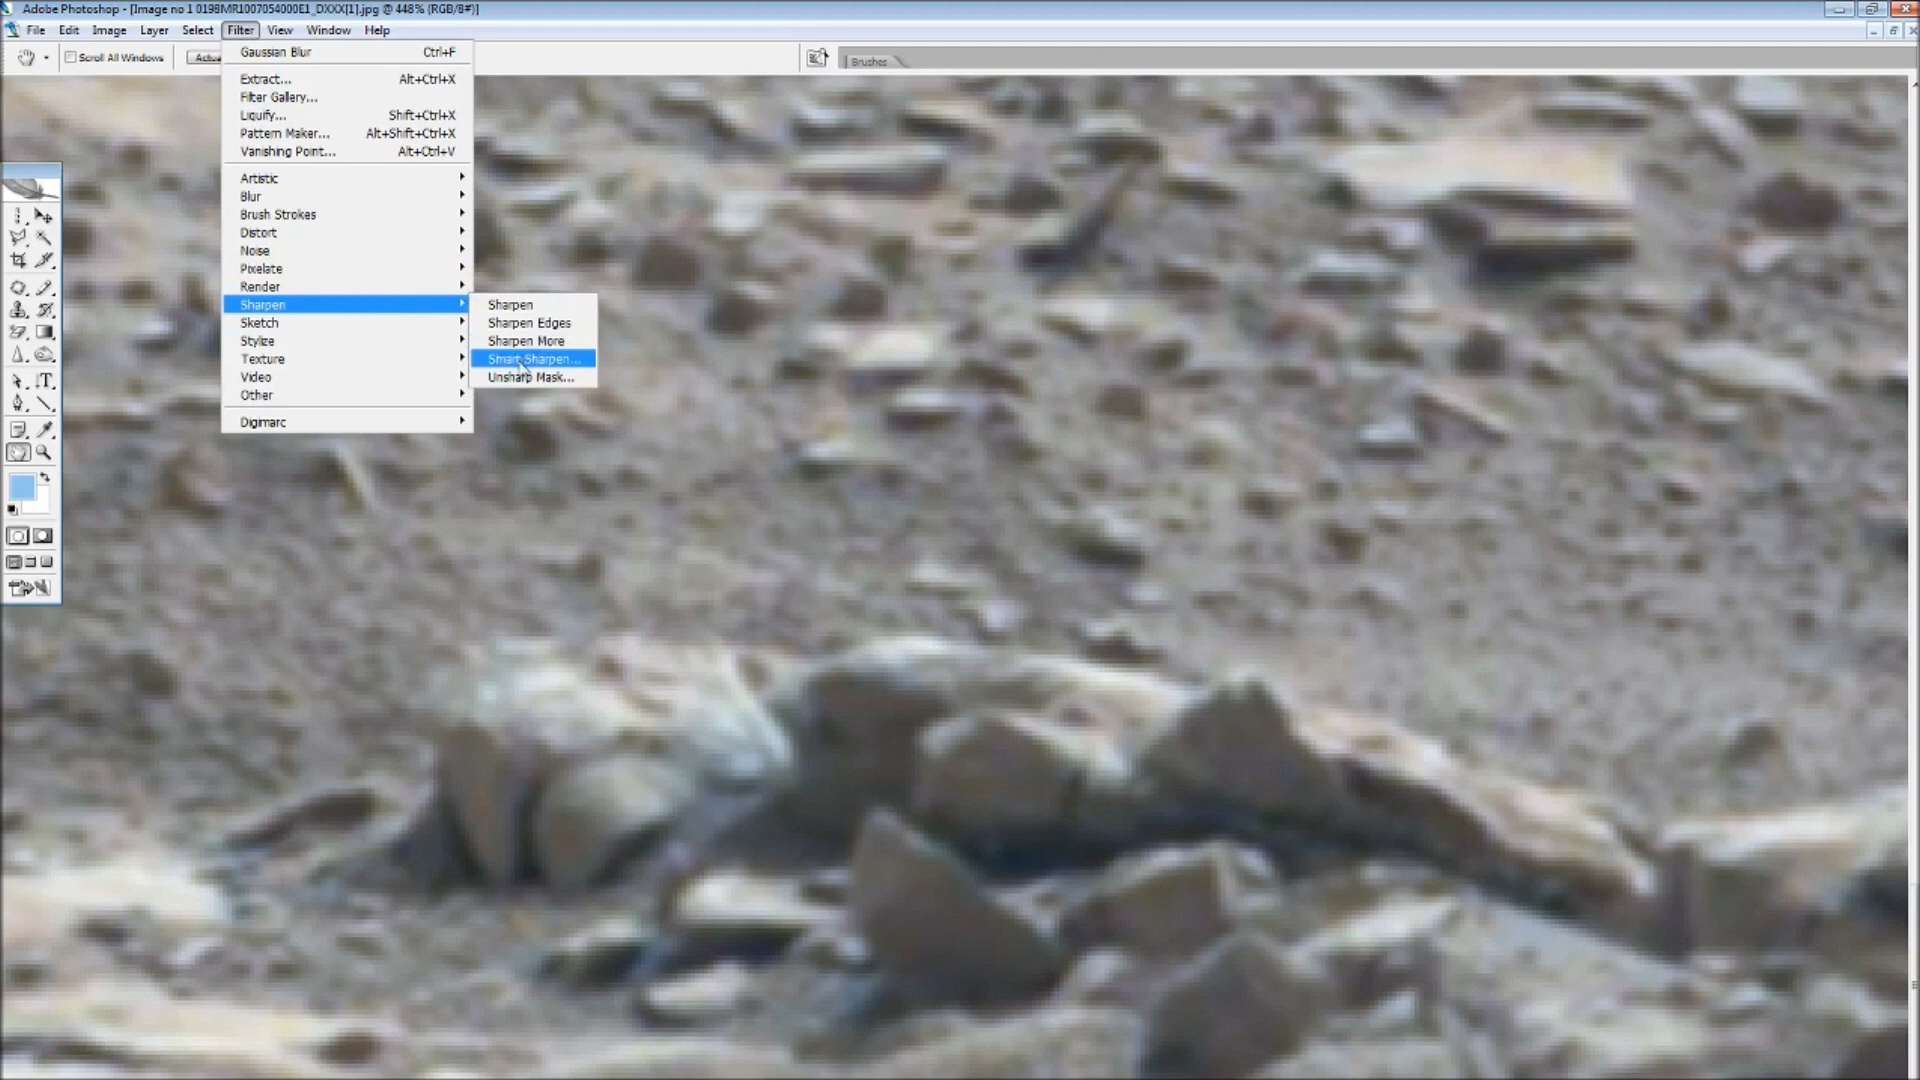 Adobe Photoshop - [Image no 1 0198MR1007054000E1_DXXX[1].jpg @ 448% (RGB/8#)]
File Edit Image Layer Select Filter View Window Help
Scroll All Windows Actua Brushes
Gaussian Blur Ctrl+F
Extract... Alt+Ctrl+X
Filter Gallery...
Liquify... Shift+Ctrl+X
Pattern Maker... Alt+Shift+Ctrl+X
Vanishing Point... Alt+Ctrl+V
Artistic
Blur
Brush Strokes
Distort
Noise
Pixelate
Render
Sharpen
Sketch
Stylize
Texture
Video
Other
Digimarc
Sharpen
Sharpen Edges
Sharpen More
Smart Sharpen...
Unsharp Mask...